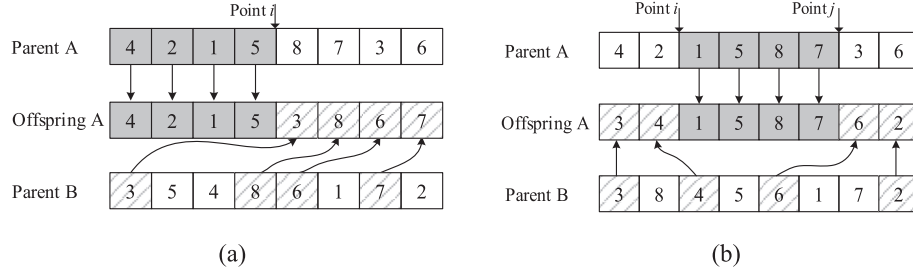 Point i
Parent A 4 2 1 5 8 7 3 6
Offspring A 4 2 1 5 3 8 6 7
Parent B 3 5 4 8 6 1 7 2
(a)
Point i Point j
Parent A 4 2 1 5 8 7 3 6
Offspring A 3 4 1 5 8 7 6 2
Parent B 3 8 4 5 6 1 7 2
(b)